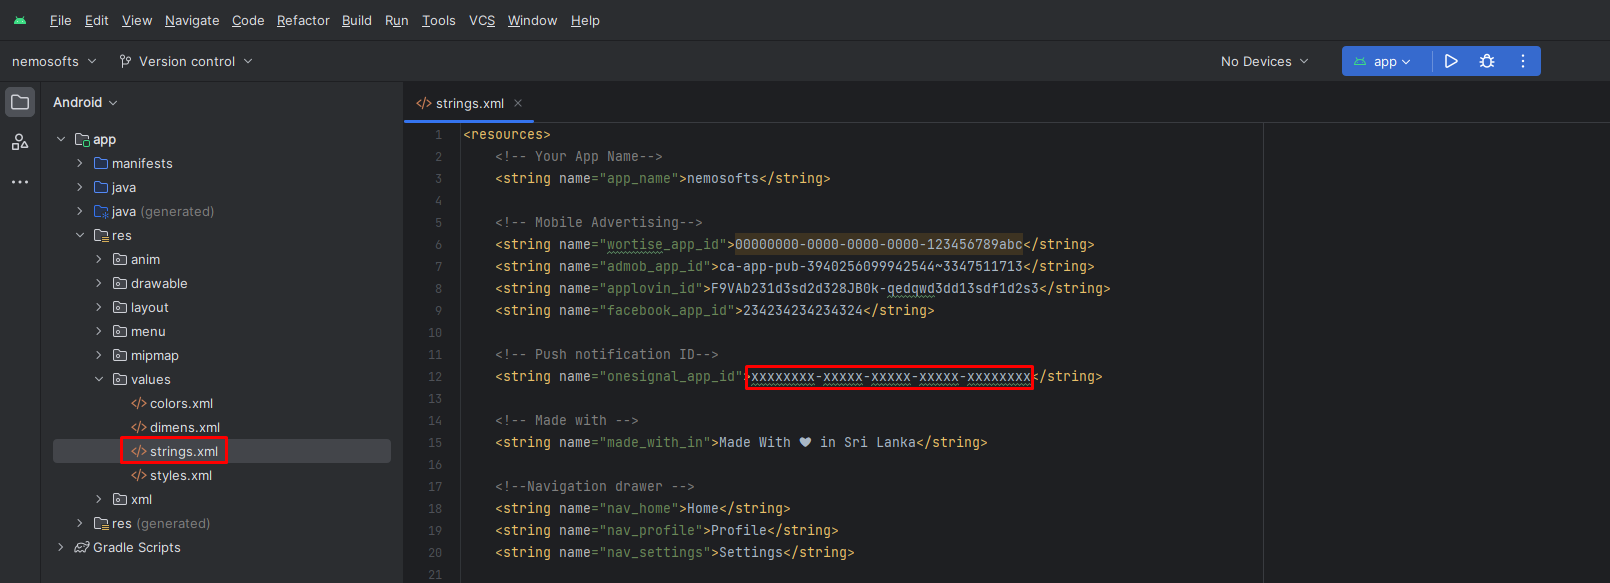 File Edit View Navigate Code Refactor Build Run Tools VCS Window Help
nemosofts Version control No Devices app
Android
strings.xml
app
manifests
java
java (generated)
res
anim
drawable
layout
menu
mipmap
values
colors.xml
dimens.xml
strings.xml
styles.xml
xml
res (generated)
Gradle Scripts
1 <resources>
2 <!-- Your App Name-->
3 <string name="app_name">nemosofts</string>
4
5 <!-- Mobile Advertising-->
6 <string name="wortise_app_id">00000000-0000-0000-0000-123456789abc</string>
7 <string name="admob_app_id">ca-app-pub-3940256099942544~3347511713</string>
8 <string name="applovin_id">F9VAb231d3sd2d328JB0k-qedqwd3dd13sdf1d2s3</string>
9 <string name="facebook_app_id">234234234234324</string>
10
11 <!-- Push notification ID-->
12 <string name="onesignal_app_id">xxxxxxxx-xxxxx-xxxxx-xxxxx-xxxxxxxx</string>
13
14 <!-- Made with -->
15 <string name="made_with_in">Made With ❤ in Sri Lanka</string>
16
17 <!--Navigation drawer -->
18 <string name="nav_home">Home</string>
19 <string name="nav_profile">Profile</string>
20 <string name="nav_settings">Settings</string>
21